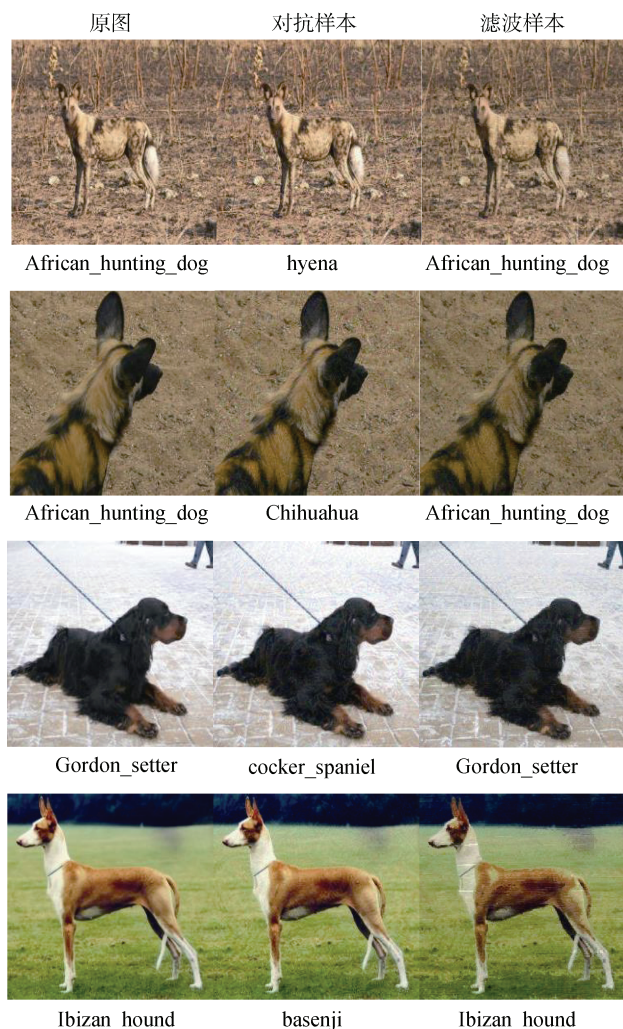 原图 对抗样本 滤波样本
African_hunting_dog hyena African_hunting_dog
African_hunting_dog Chihuahua African_hunting_dog
Gordon_setter cocker_spaniel Gordon_setter
Ibizan_hound basenji Ibizan_hound